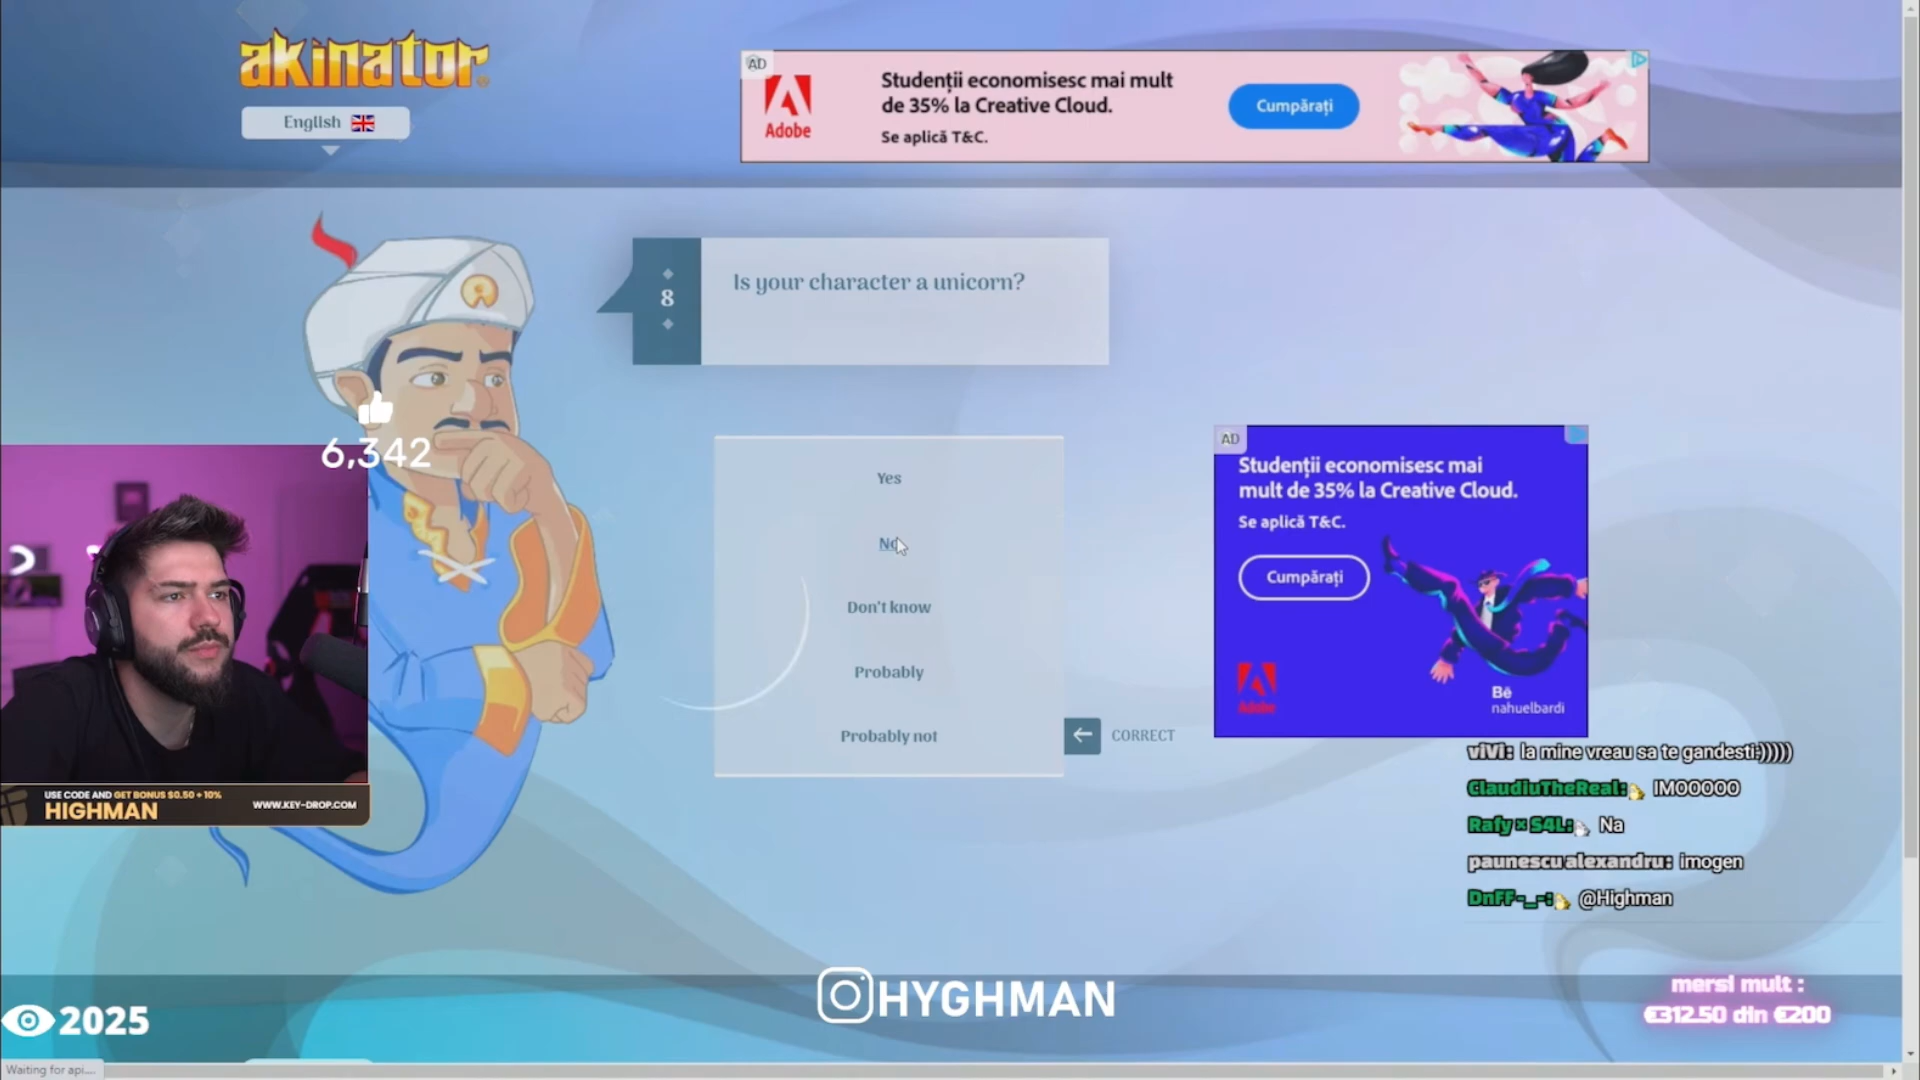 akinator
English
AD
Adobe
Studenții economisesc mai mult
de 35% la Creative Cloud.
Se aplică T&C.
Cumpărați
8
Is your character a unicorn?
Yes
No
Don't know
Probably
Probably not
CORRECT
AD
Studenții economisesc mai
mult de 35% la Creative Cloud.
Se aplică T&C.
Cumpărați
Adobe
Bē
nahuelbardi
6,342
USE CODE AND GET BONUS $0.50 + 10%
HIGHMAN
WWW.KEY-DROP.COM
viVi: la mine vreau sa te gandesti:)))))
ClaudiuTheReal: IMOOOOO
Rafy × S4L: Na
paunescu alexandru: imogen
DnFF-_-: @Highman
HYGHMAN
2025
mersi mult :
€312.50 din €200
Waiting for api....